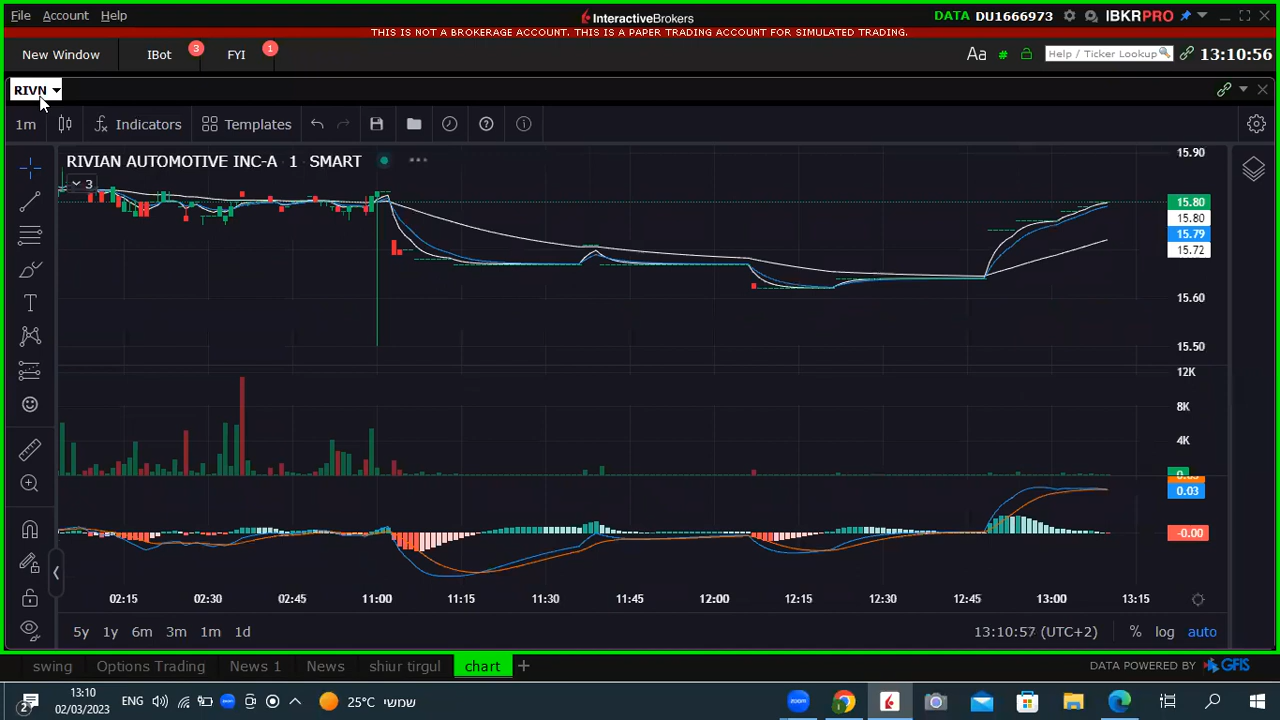 File Account Help InteractiveBrokers DATA DU1666973 IBKRPRO
THIS IS NOT A BROKERAGE ACCOUNT. THIS IS A PAPER TRADING ACCOUNT FOR SIMULATED TRADING.
New Window IBot 3 FYI 1 Aa # Help / Ticker Lookup 13:10:56
RIVN
1m Indicators Templates
RIVIAN AUTOMOTIVE INC-A 1 SMART
3
15.90
15.80
15.80
15.79
15.72
15.60
15.50
12K
8K
4K
0.03
-0.00
02:15 02:30 02:45 11:00 11:15 11:30 11:45 12:00 12:15 12:30 12:45 13:00 13:15
5y 1y 6m 3m 1m 1d 13:10:57 (UTC+2) % log auto
swing Options Trading News 1 News shiur tirgul chart + DATA POWERED BY GFIS
2 13:10 ENG 25°C שמשי
02/03/2023